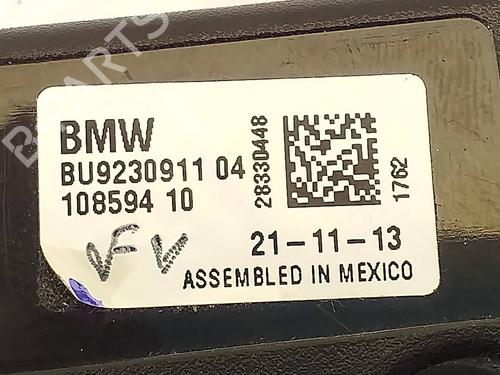 BMW
BU9230911 04
108594 10
28330448
1762
21-11-13
ASSEMBLED IN MEXICO